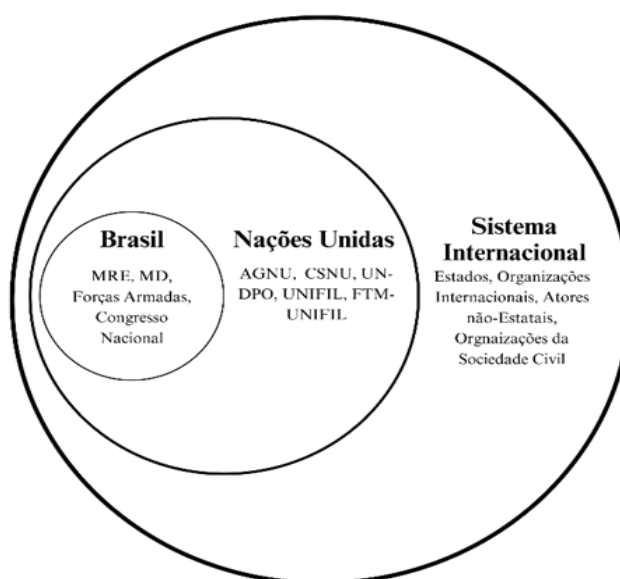 Brasil
MRE, MD,
Forças Armadas,
Congresso
Nacional
Nações Unidas
AGNU, CSNU, UN-
DPO, UNIFIL, FTM-
UNIFIL
Sistema
Internacional
Estados, Organizações
Internacionais, Atores
não-Estatais,
Orgnaizações da
Sociedade Civil